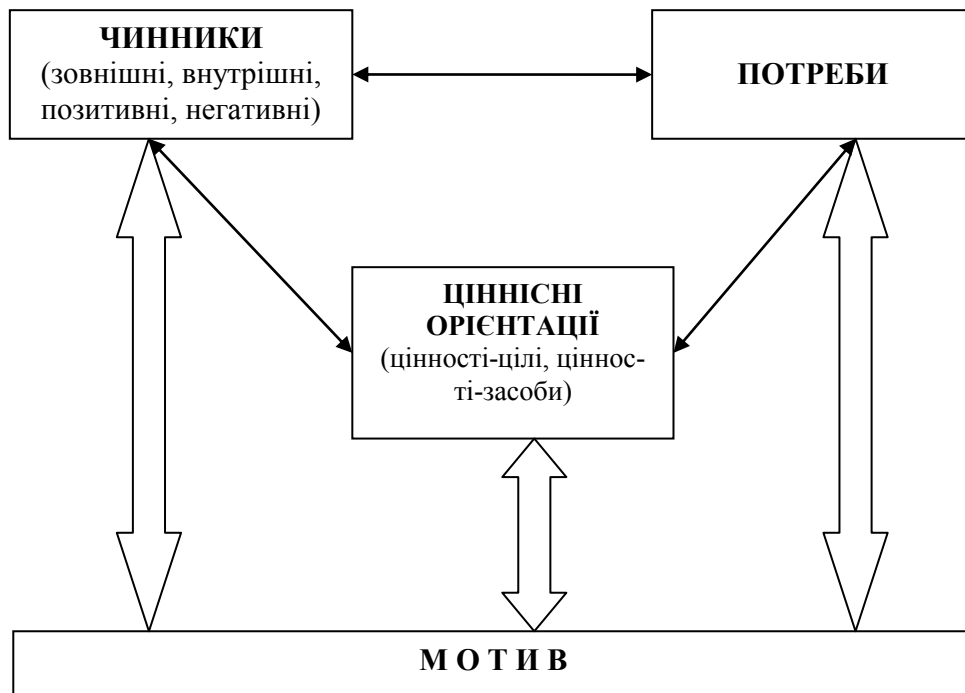 ЧИННИКИ
(зовнішні, внутрішні,
позитивні, негативні)
ПОТРЕБИ
ЦІННІСНІ
ОРІЄНТАЦІЇ
(цінності-цілі, ціннос-
ті-засоби)
М О Т И В